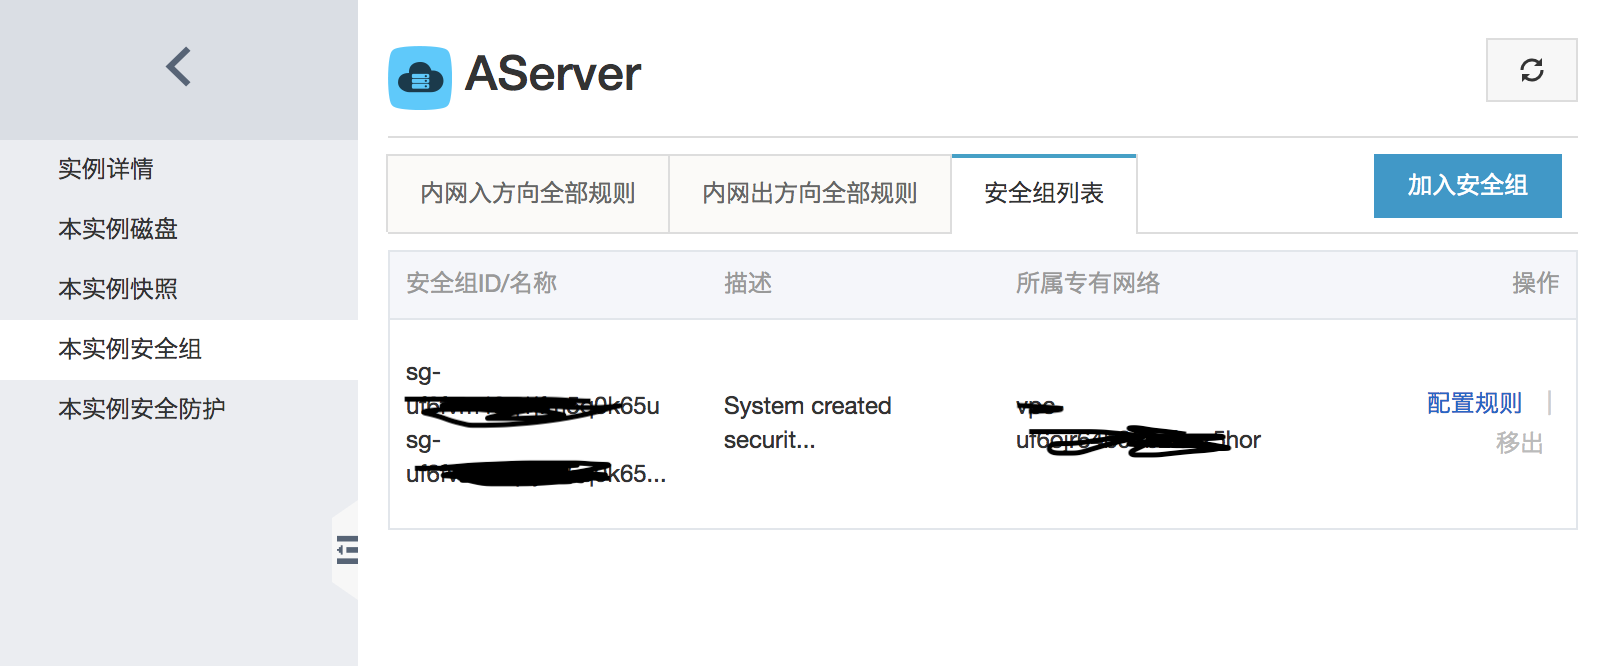 AServer
实例详情
本实例磁盘
本实例快照
本实例安全组
本实例安全防护
内网入方向全部规则
内网出方向全部规则
安全组列表
加入安全组
安全组ID/名称
描述
所属专有网络
操作
sg-
k65u
sg-
k65...
System created
securit...
hor
配置规则
移出